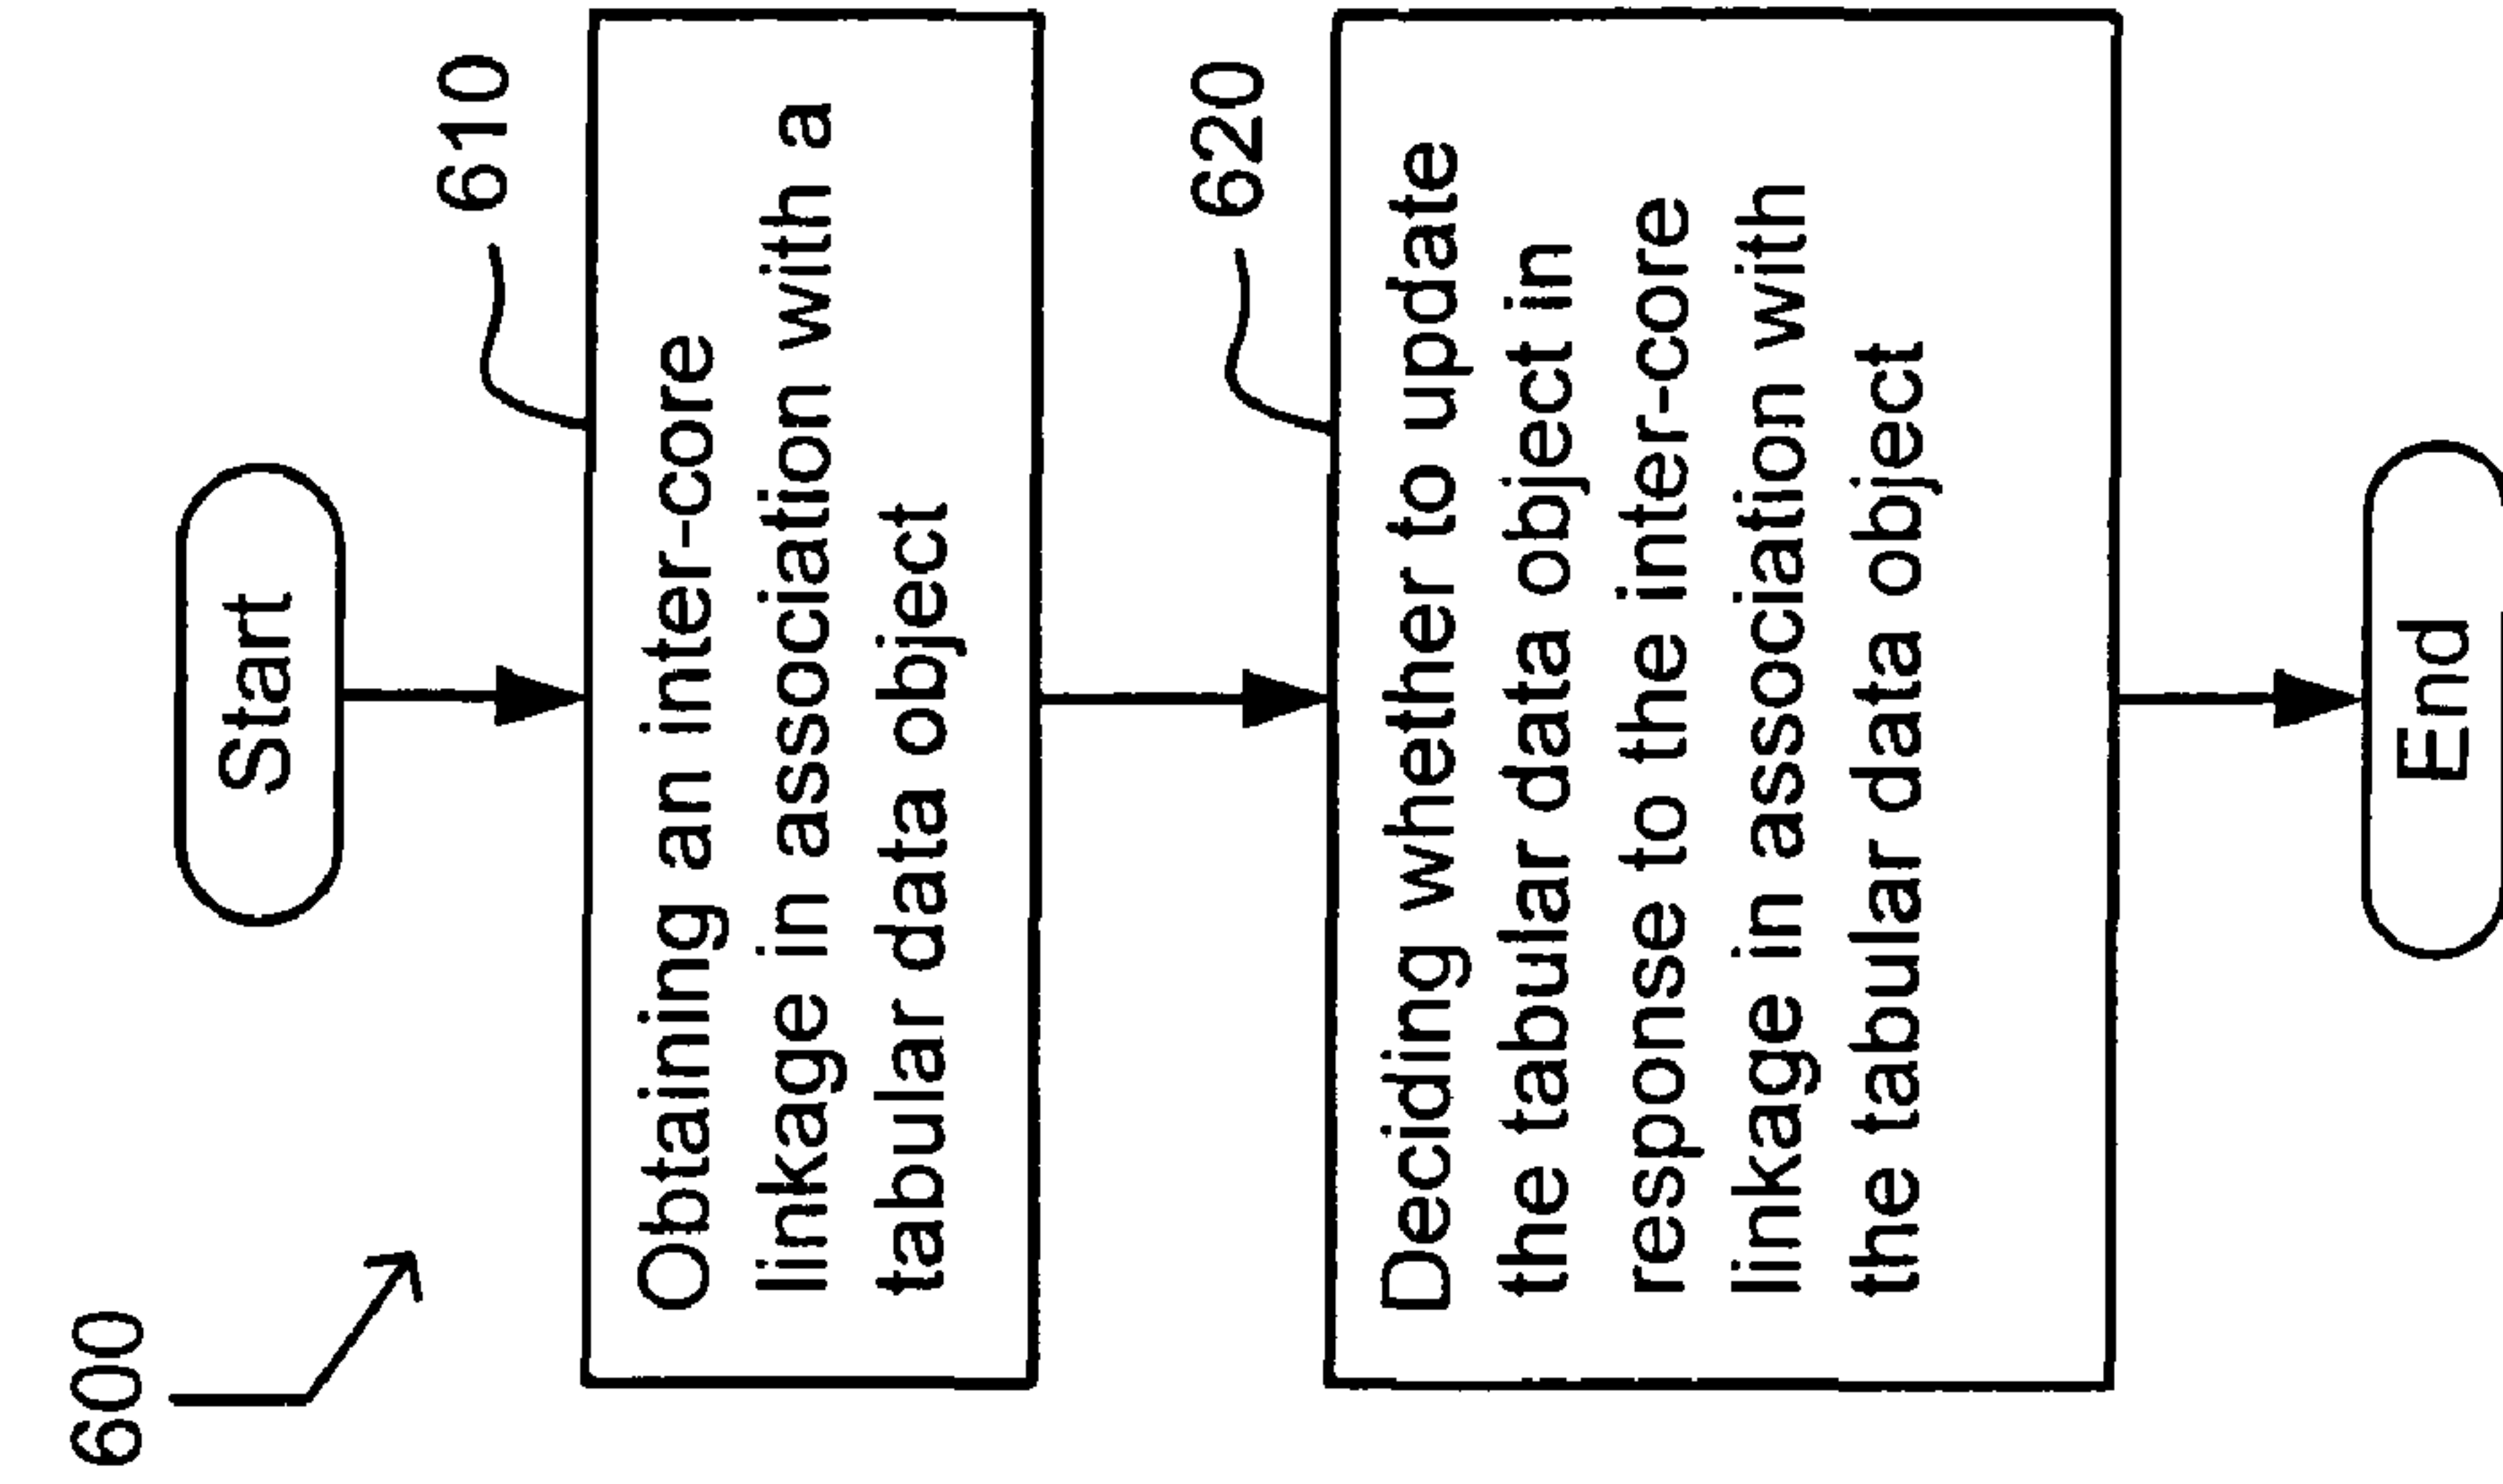 600
Start
610
Obtaining an inter-core
linkage in association with a
tabular data object
620
Deciding whether to update
the tabular data object in
response to the inter-core
linkage in association with
the tabular data object
End